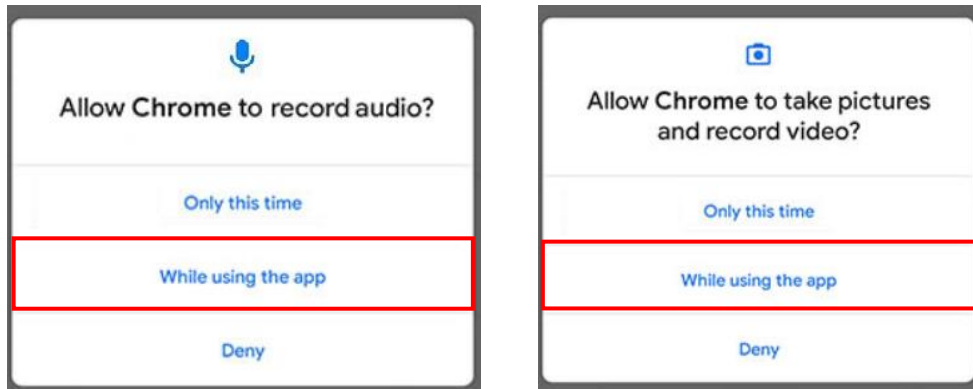 Allow Chrome to record audio?
Only this time
While using the app
Deny
Allow Chrome to take pictures
and record video?
Only this time
While using the app
Deny